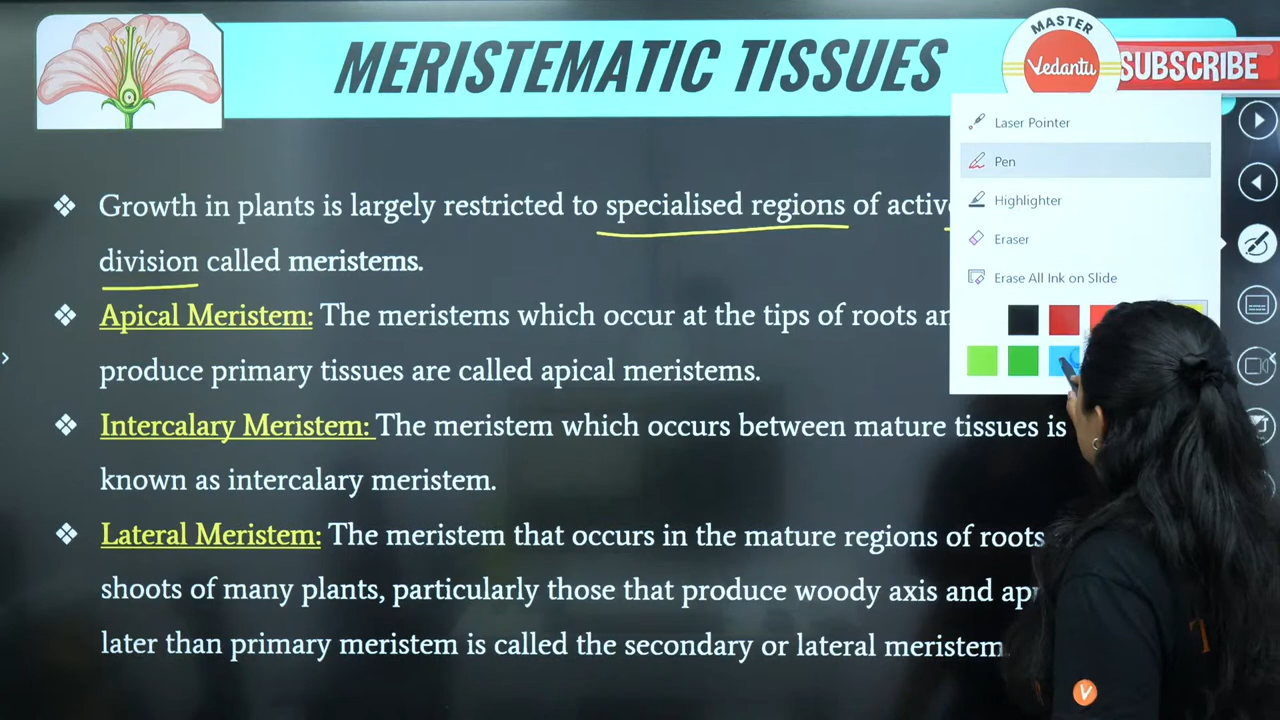 MERISTEMATIC TISSUES
MASTER
Vedantu
SUBSCRIBE
Laser Pointer
Pen
Highlighter
Eraser
Erase All Ink on Slide
❖ Growth in plants is largely restricted to specialised regions of
division called meristems.
❖ Apical Meristem: The meristems which occur at the tips of roots
produce primary tissues are called apical meristems.
❖ Intercalary Meristem: The meristem which occurs between mature tissues is
known as intercalary meristem.
❖ Lateral Meristem: The meristem that occurs in the mature regions of roots
shoots of many plants, particularly those that produce woody axis and
later than primary meristem is called the secondary or lateral meristem
V